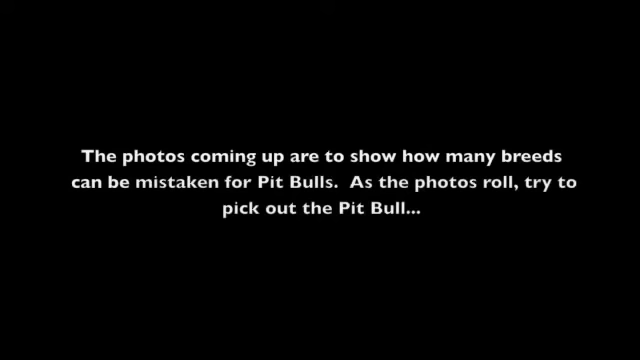 The photos coming up are to show how many breeds
can be mistaken for Pit Bulls.  As the photos roll, try to
pick out the Pit Bull...